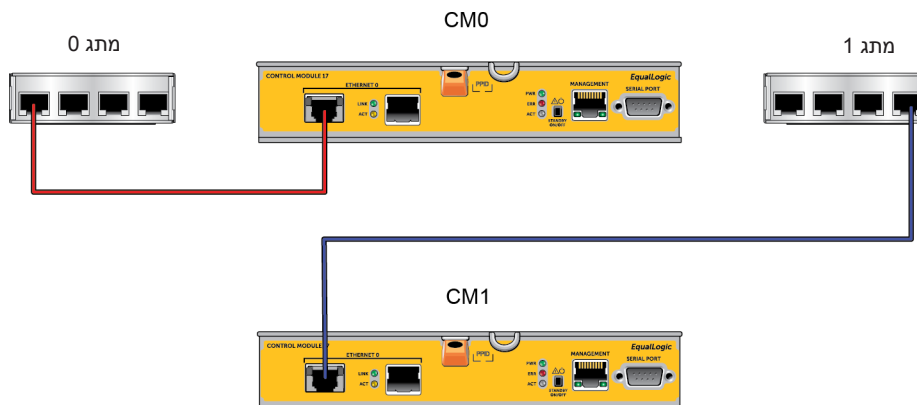 CM0
מתג 0
מתג 1
CONTROL MODULE 17
ETHERNET 0
LINK
ACT
PPID
PWR
ERR
ACT
STANDBY
ON/OFF
MANAGEMENT
EqualLogic
SERIAL PORT
CM1
CONTROL MODULE 17
ETHERNET 0
LINK
ACT
PPID
PWR
ERR
ACT
STANDBY
ON/OFF
MANAGEMENT
EqualLogic
SERIAL PORT